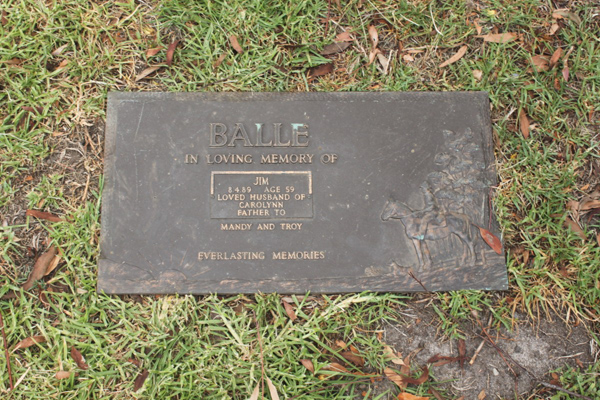 BALLE
IN LOVING MEMORY OF
JIM
8.4.89 AGE 59
LOVED HUSBAND OF
CAROLYNN
FATHER TO
MANDY AND TROY
EVERLASTING MEMORIES